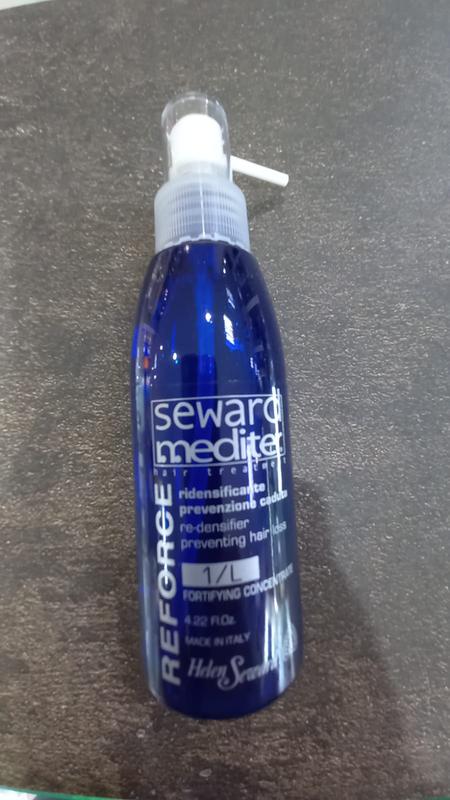 seward
mediter
hair treatment
REFORCE
ridensificante
prevenzione caduta
re-densifier
preventing hair loss
1/L
FORTIFYING CONCENTRATE
4.22 Fl.Oz.
MADE IN ITALY
Helen Seward